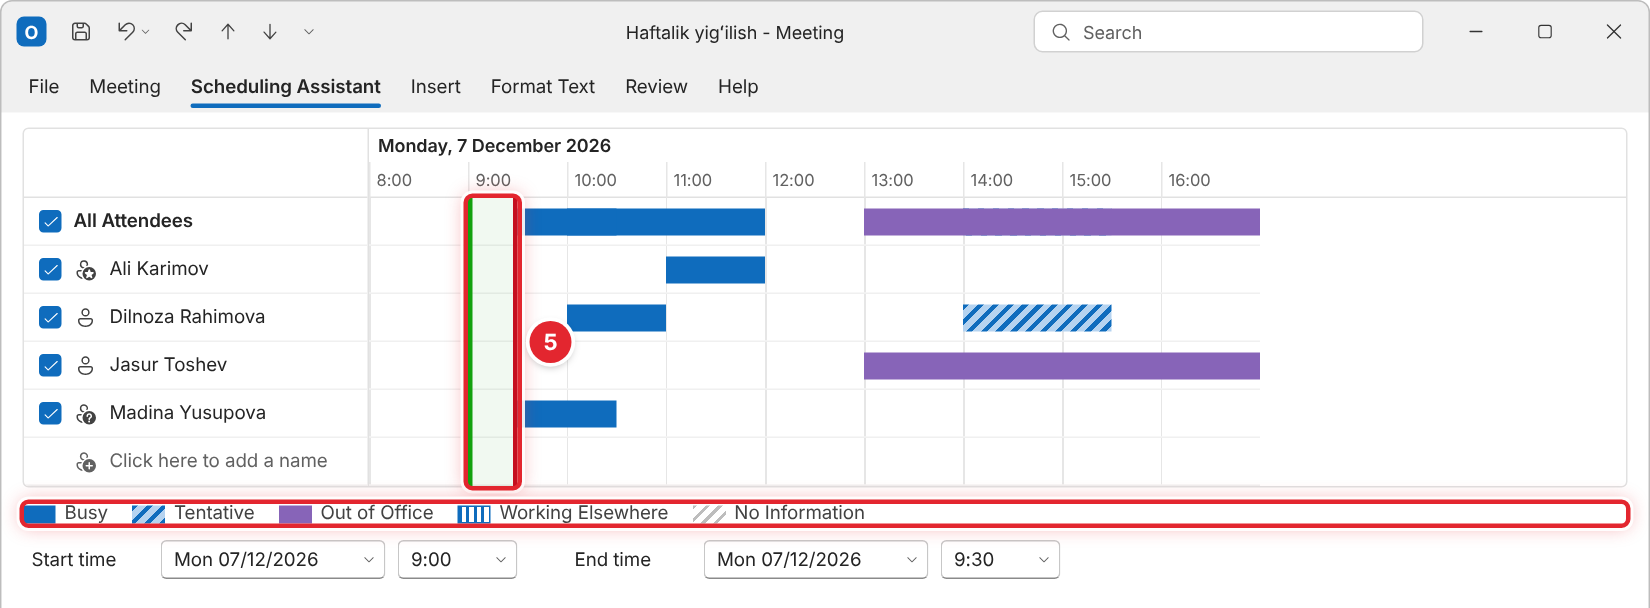 O
Haftalik yigʻilish - Meeting
Search
File Meeting Scheduling Assistant Insert Format Text Review Help
Monday, 7 December 2026
8:00 9:00 10:00 11:00 12:00 13:00 14:00 15:00 16:00
All Attendees
Ali Karimov
Dilnoza Rahimova
5
Jasur Toshev
Madina Yusupova
Click here to add a name
Busy Tentative Out of Office Working Elsewhere No Information
Start time Mon 07/12/2026 9:00 End time Mon 07/12/2026 9:30